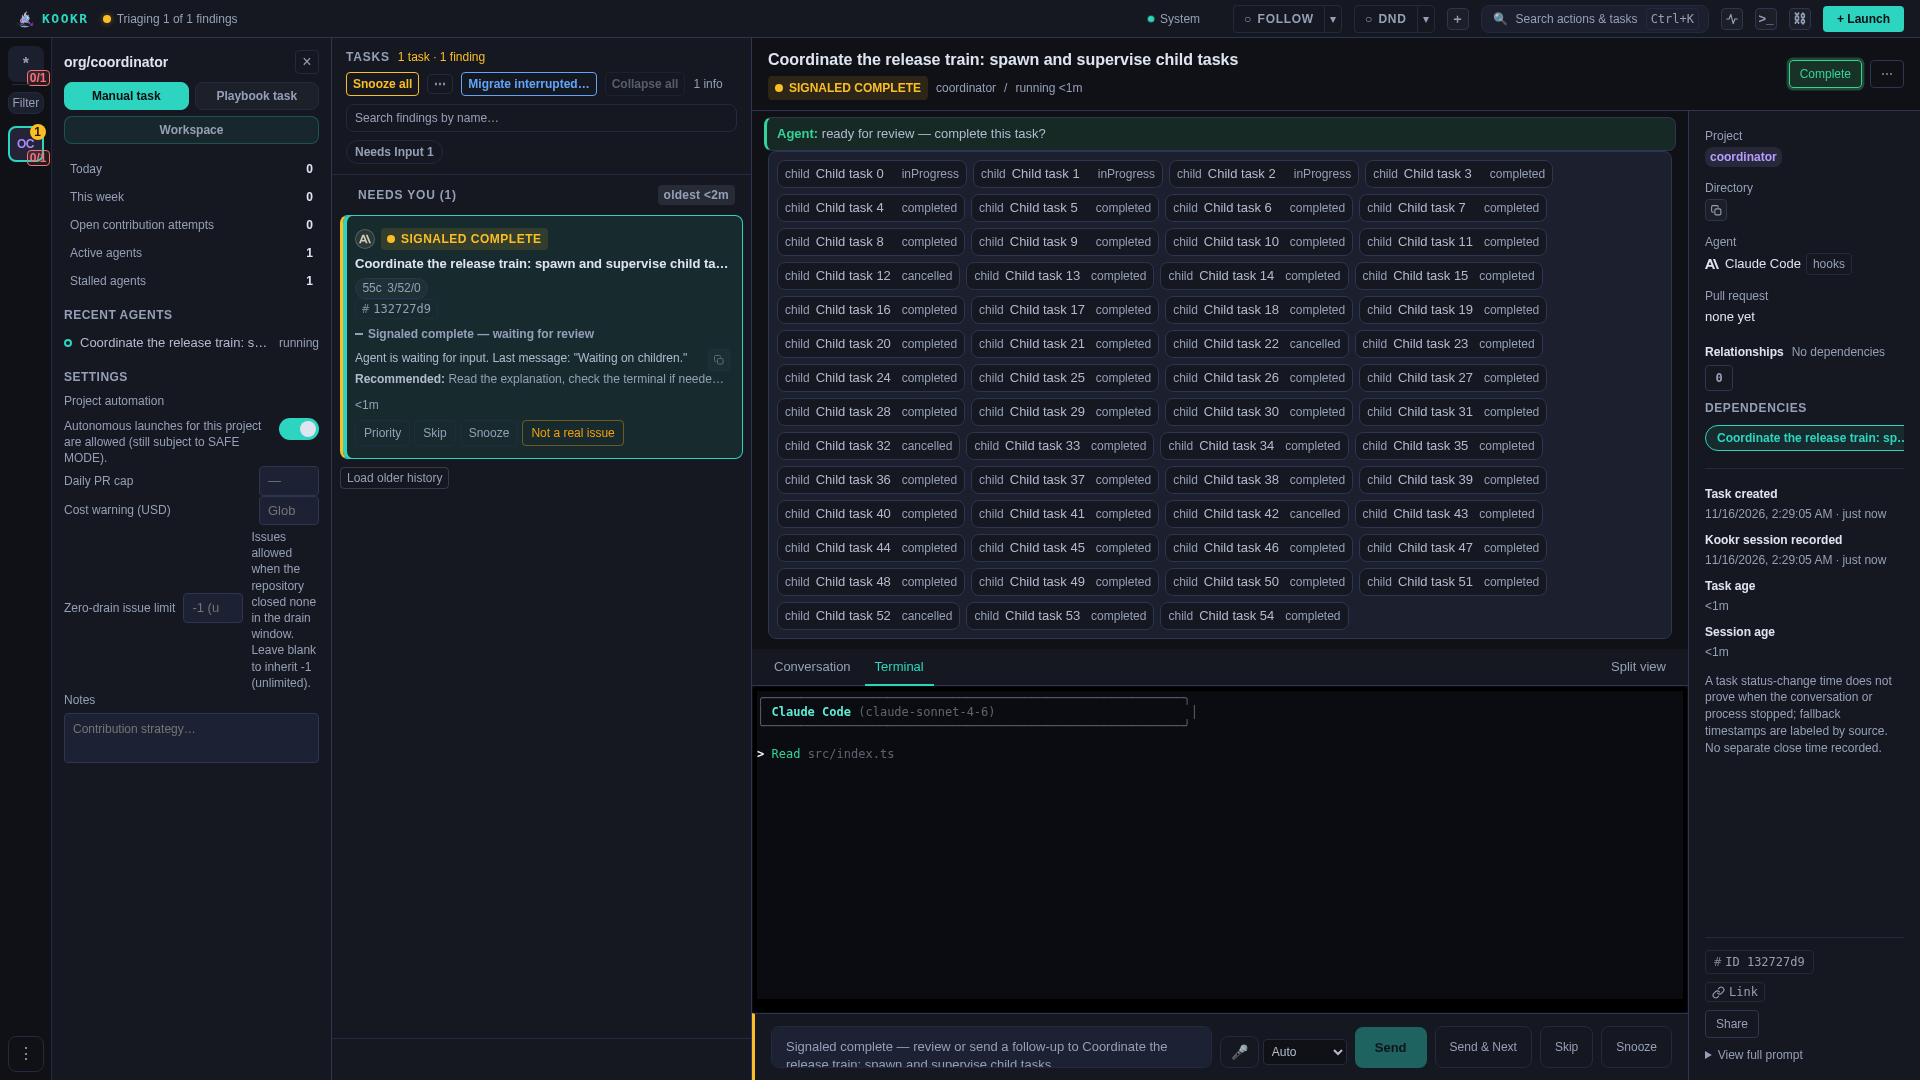 KOOKR
Triaging 1 of 1 findings
System
○ FOLLOW ▾
○ DND ▾
+
Search actions & tasks Ctrl+K
>_
+ Launch
*
0/1
Filter
OC
1
0/1
org/coordinator
×
Manual task
Playbook task
Workspace
Today 0
This week 0
Open contribution attempts 0
Active agents 1
Stalled agents 1
RECENT AGENTS
Coordinate the release train: s… running
SETTINGS
Project automation
Autonomous launches for this project
are allowed (still subject to SAFE
MODE).
Daily PR cap —
Cost warning (USD) Glob
Zero-drain issue limit -1 (u
Issues
allowed
when the
repository
closed none
in the drain
window.
Leave blank
to inherit -1
(unlimited).
Notes
Contribution strategy…
⋮
TASKS 1 task · 1 finding
Snooze all
⋯
Migrate interrupted…
Collapse all
1 info
Search findings by name…
Needs Input 1
NEEDS YOU (1)
oldest <2m
SIGNALED COMPLETE
Coordinate the release train: spawn and supervise child ta…
55c 3/52/0
# 132727d9
Signaled complete — waiting for review
Agent is waiting for input. Last message: "Waiting on children."
Recommended: Read the explanation, check the terminal if neede…
<1m
Priority
Skip
Snooze
Not a real issue
Load older history
Coordinate the release train: spawn and supervise child tasks
SIGNALED COMPLETE coordinator / running <1m
Complete
⋯
Agent: ready for review — complete this task?
child Child task 0 inProgress child Child task 1 inProgress child Child task 2 inProgress child Child task 3 completed
child Child task 4 completed child Child task 5 completed child Child task 6 completed child Child task 7 completed
child Child task 8 completed child Child task 9 completed child Child task 10 completed child Child task 11 completed
child Child task 12 cancelled child Child task 13 completed child Child task 14 completed child Child task 15 completed
child Child task 16 completed child Child task 17 completed child Child task 18 completed child Child task 19 completed
child Child task 20 completed child Child task 21 completed child Child task 22 cancelled child Child task 23 completed
child Child task 24 completed child Child task 25 completed child Child task 26 completed child Child task 27 completed
child Child task 28 completed child Child task 29 completed child Child task 30 completed child Child task 31 completed
child Child task 32 cancelled child Child task 33 completed child Child task 34 completed child Child task 35 completed
child Child task 36 completed child Child task 37 completed child Child task 38 completed child Child task 39 completed
child Child task 40 completed child Child task 41 completed child Child task 42 cancelled child Child task 43 completed
child Child task 44 completed child Child task 45 completed child Child task 46 completed child Child task 47 completed
child Child task 48 completed child Child task 49 completed child Child task 50 completed child Child task 51 completed
child Child task 52 cancelled child Child task 53 completed child Child task 54 completed
Conversation
Terminal
Split view
Claude Code (claude-sonnet-4-6)
> Read src/index.ts
Signaled complete — review or send a follow-up to Coordinate the
release train: spawn and supervise child tasks
Auto
Send
Send & Next
Skip
Snooze
Project
coordinator
Directory
Agent
Claude Code hooks
Pull request
none yet
Relationships No dependencies
0
DEPENDENCIES
Coordinate the release train: sp…
Task created
11/16/2026, 2:29:05 AM · just now
Kookr session recorded
11/16/2026, 2:29:05 AM · just now
Task age
<1m
Session age
<1m
A task status-change time does not
prove when the conversation or
process stopped; fallback
timestamps are labeled by source.
No separate close time recorded.
# ID 132727d9
Link
Share
View full prompt